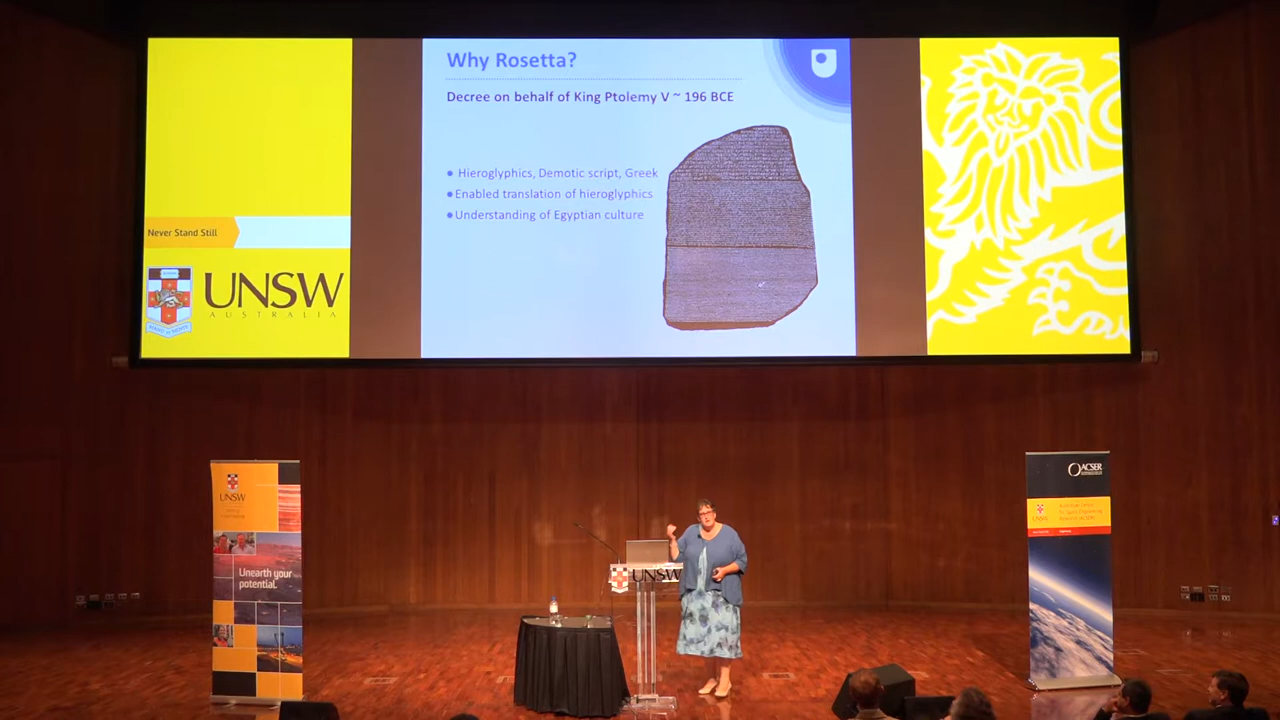 Why Rosetta?
Decree on behalf of King Ptolemy V ~ 196 BCE
• Hieroglyphics, Demotic script, Greek
• Enabled translation of hieroglyphics
• Understanding of Egyptian culture
Never Stand Still
UNSW
AUSTRALIA
UNSW
Unearth your
potential.
UNSW
ACSER
UNSW